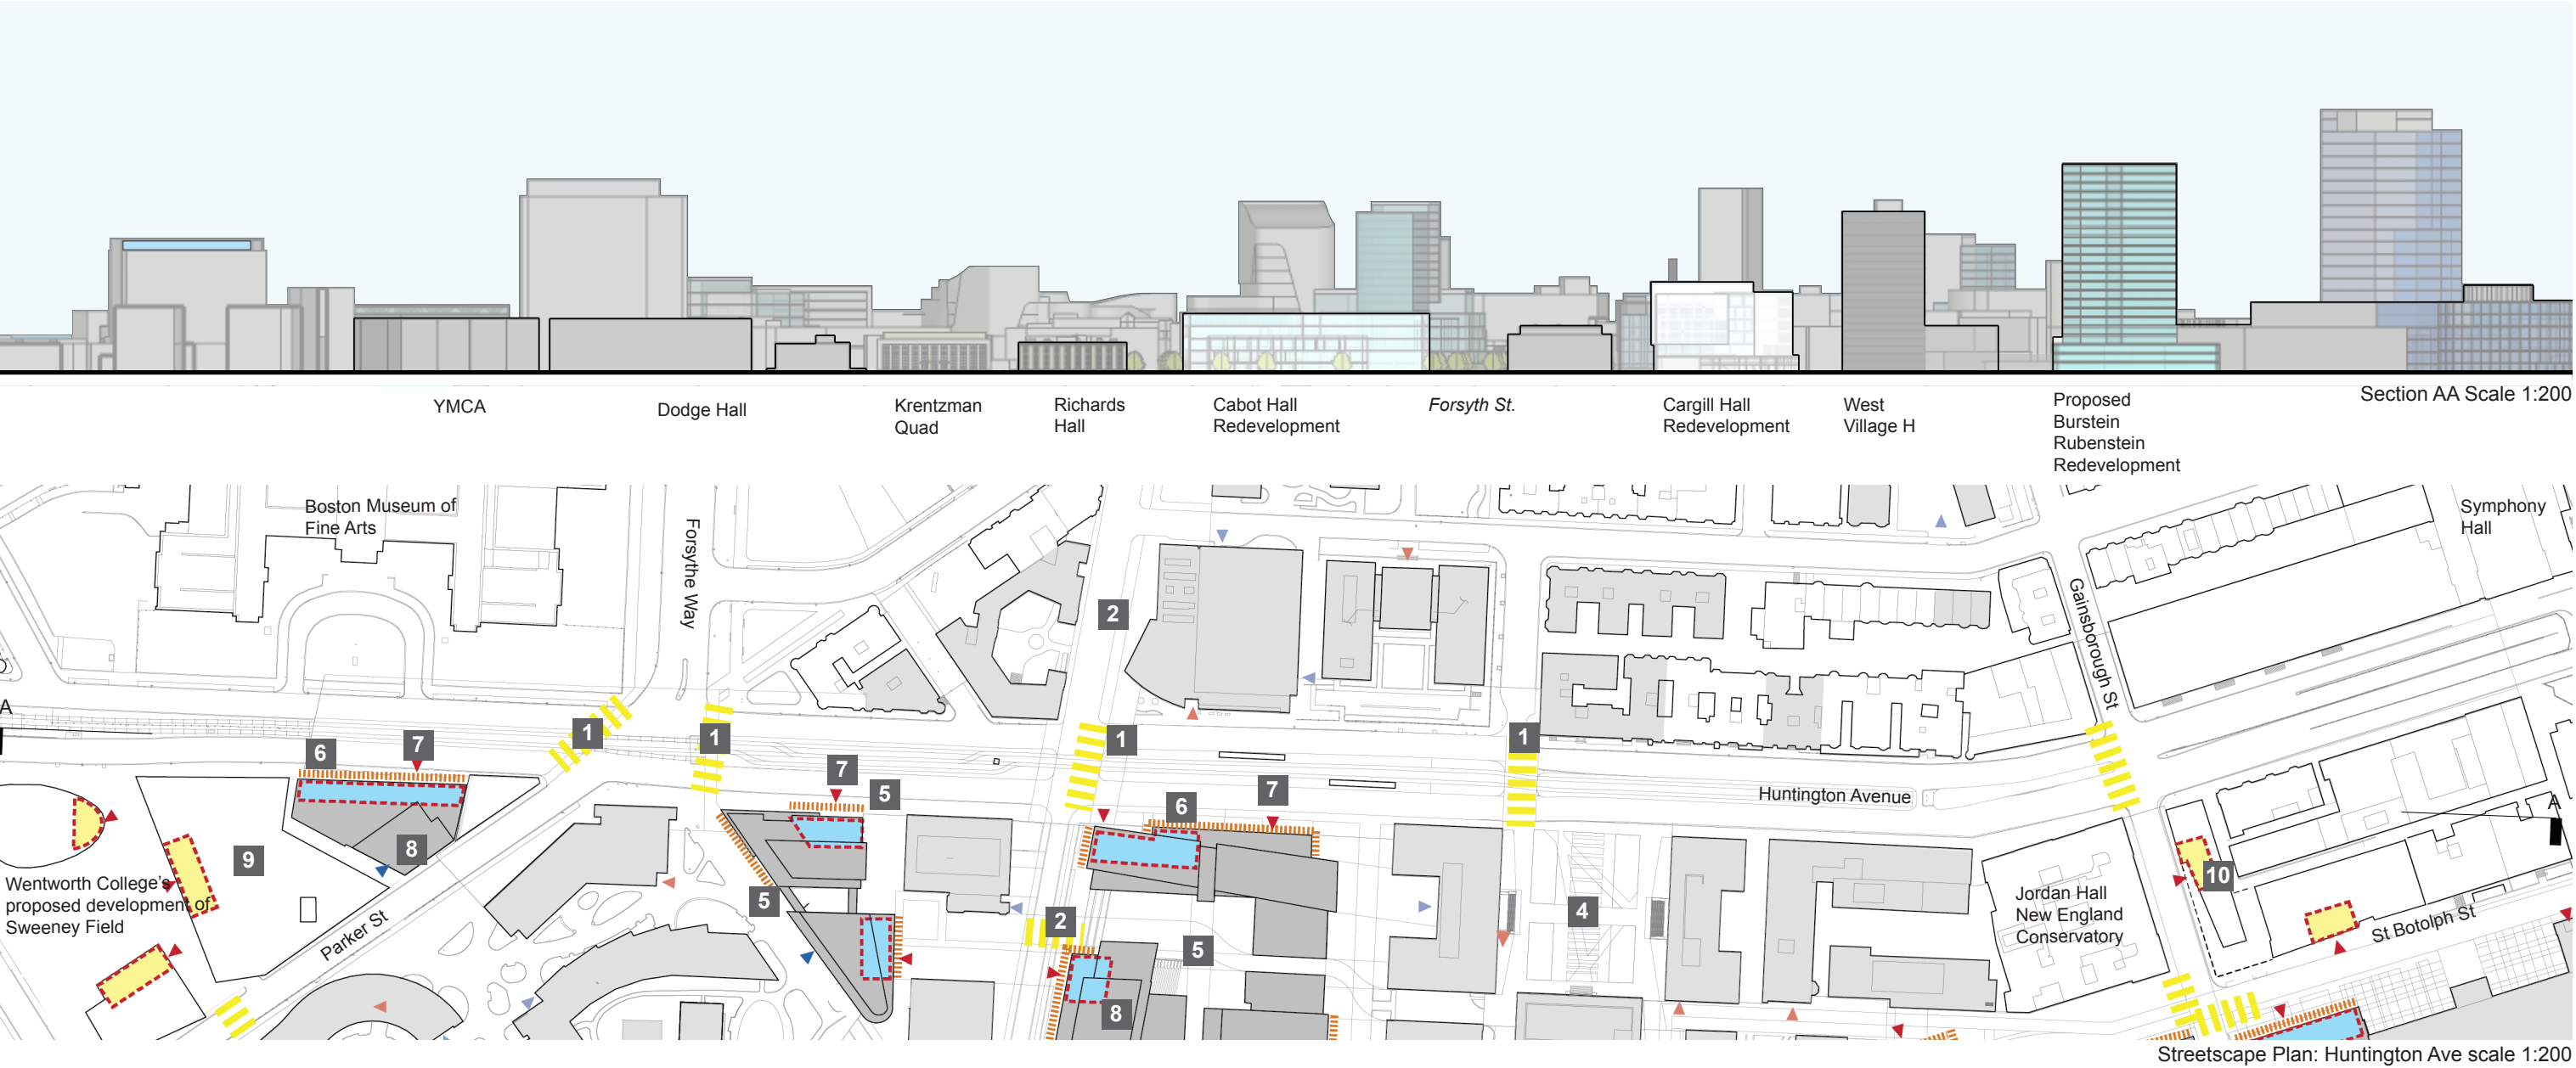 Section AA Scale 1:200
YMCA
Dodge Hall
Krentzman
Quad
Richards
Hall
Cabot Hall
Redevelopment
Forsyth St.
Cargill Hall
Redevelopment
West
Village H
Proposed
Burstein
Rubenstein
Redevelopment
Boston Museum of
Fine Arts
Forsythe Way
Symphony
Hall
Gainsborough St
2
A
1
1
1
1
6
7
7
5
6
7
Huntington Avenue
A
8
9
10
Wentworth College's
proposed development of
Sweeney Field
Parker St
5
2
5
4
8
Jordan Hall
New England
Conservatory
St Botolph St
Streetscape Plan: Huntington Ave scale 1:200